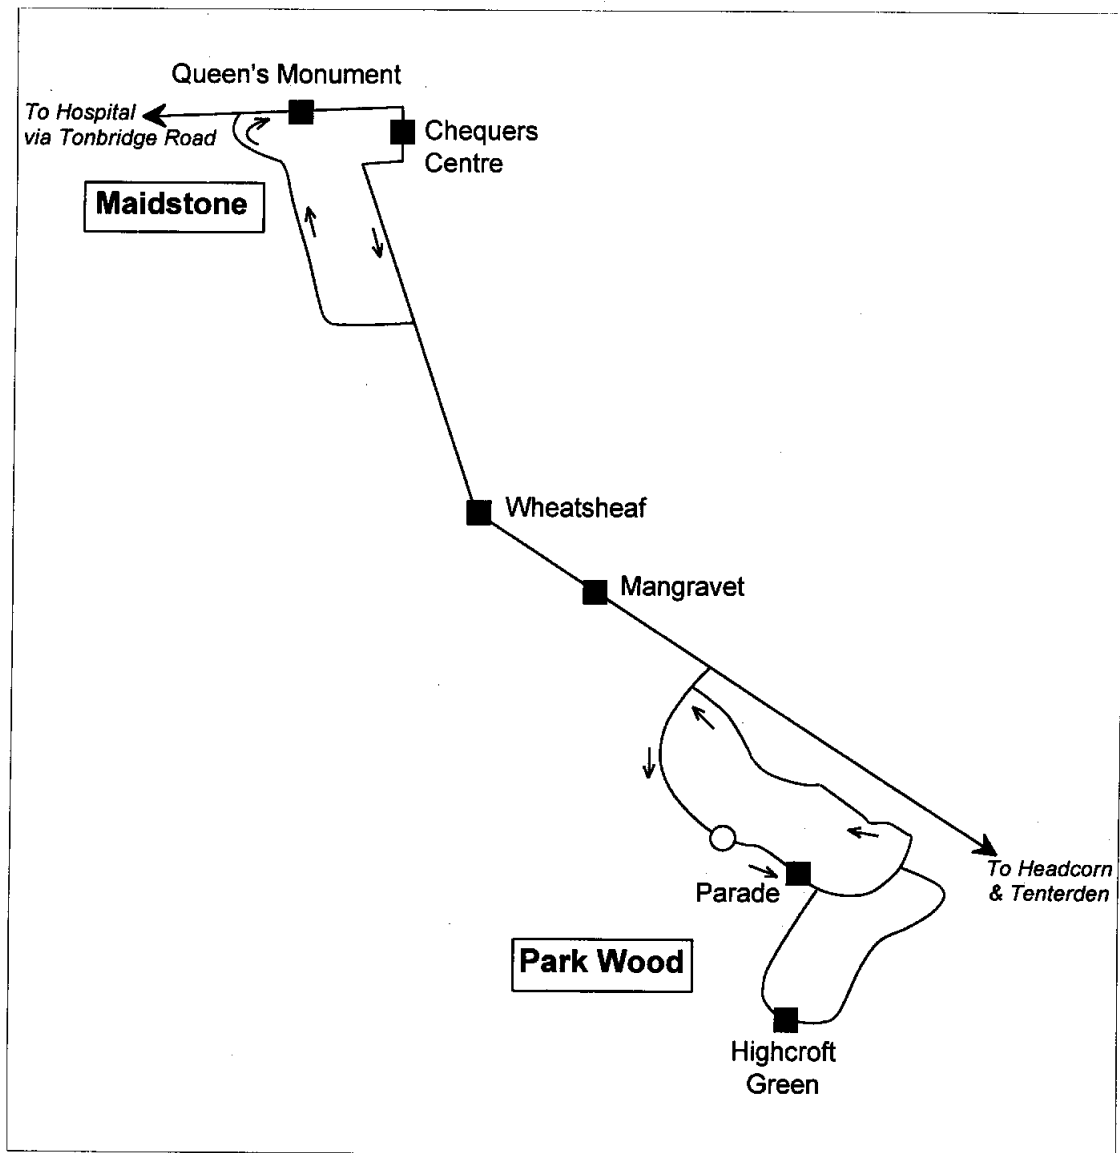 Queen's Monument
To Hospital
via Tonbridge Road
Chequers
Centre
Maidstone
Wheatsheaf
Mangravet
To Headcorn
& Tenterden
Parade
Park Wood
Highcroft
Green